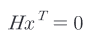 Hx^T = 0